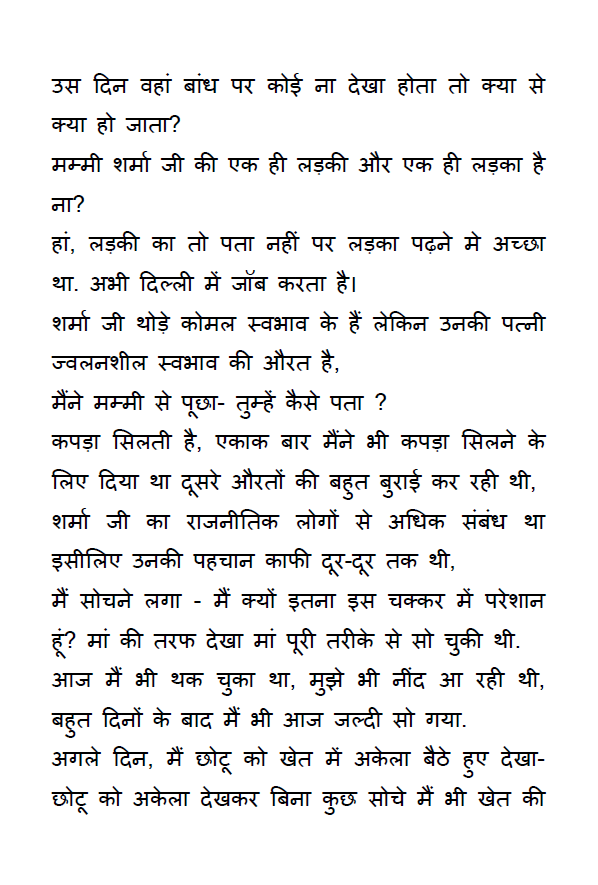 उस दिन वहां बांध पर कोई ना देखा होता तो क्या से
क्या हो जाता?
मम्मी शर्मा जी की एक ही लड़की और एक ही लड़का है
ना?
हां, लड़की का तो पता नहीं पर लड़का पढ़ने मे अच्छा
था. अभी दिल्ली में जॉब करता है।
शर्मा जी थोड़े कोमल स्वभाव के हैं लेकिन उनकी पत्नी
ज्वलनशील स्वभाव की औरत है,
मैंने मम्मी से पूछा- तुम्हें कैसे पता ?
कपड़ा सिलती है, एकाक बार मैंने भी कपड़ा सिलने के
लिए दिया था दूसरे औरतों की बहुत बुराई कर रही थी,
शर्मा जी का राजनीतिक लोगों से अधिक संबंध था
इसीलिए उनकी पहचान काफी दूर-दूर तक थी,
मैं सोचने लगा - मैं क्यों इतना इस चक्कर में परेशान
हूं? मां की तरफ देखा मां पूरी तरीके से सो चुकी थी.
आज मैं भी थक चुका था, मुझे भी नींद आ रही थी,
बहुत दिनों के बाद मैं भी आज जल्दी सो गया.
अगले दिन, मैं छोटू को खेत में अकेला बैठे हुए देखा-
छोटू को अकेला देखकर बिना कुछ सोचे मैं भी खेत की